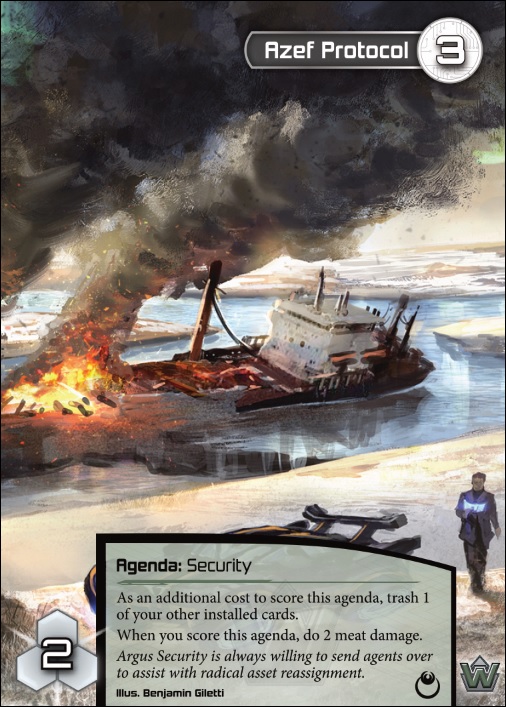 Azef Protocol 3
Agenda: Security
As an additional cost to score this agenda, trash 1
of your other installed cards.
When you score this agenda, do 2 meat damage.
Argus Security is always willing to send agents over
to assist with radical asset reassignment.
Illus. Benjamin Giletti
2
W